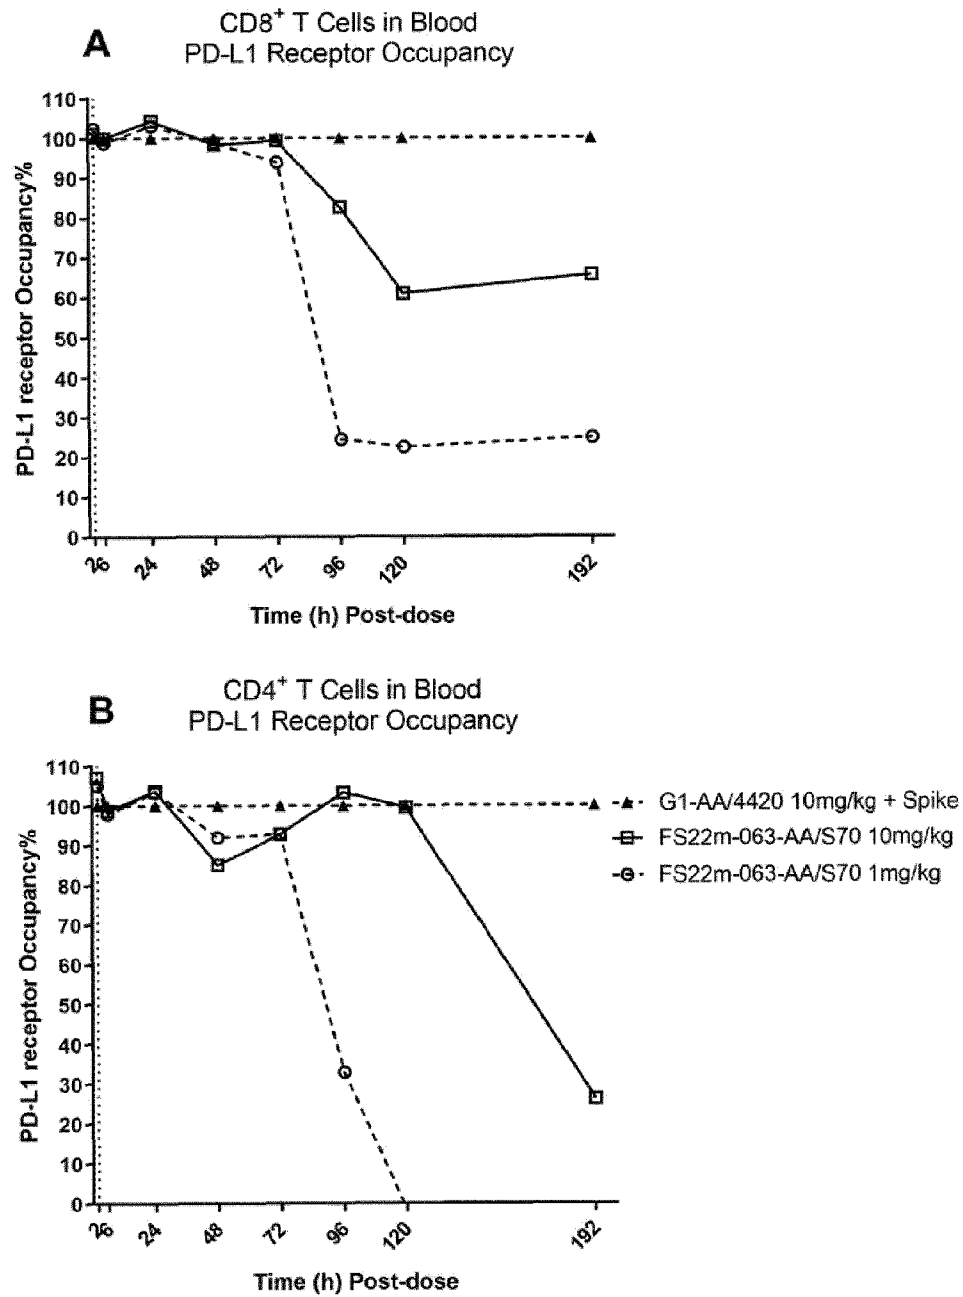 A
CD8⁺ T Cells in Blood
PD-L1 Receptor Occupancy
PD-L1 receptor Occupancy%
110
100
90
80
70
60
50
40
30
20
10
0
2 6 24 48 72 96 120 192
Time (h) Post-dose
B
CD4⁺ T Cells in Blood
PD-L1 Receptor Occupancy
PD-L1 receptor Occupancy%
110
100
90
80
70
60
50
40
30
20
10
0
2 6 24 48 72 96 120 192
Time (h) Post-dose
G1-AA/4420 10mg/kg + Spike
FS22m-063-AA/S70 10mg/kg
FS22m-063-AA/S70 1mg/kg